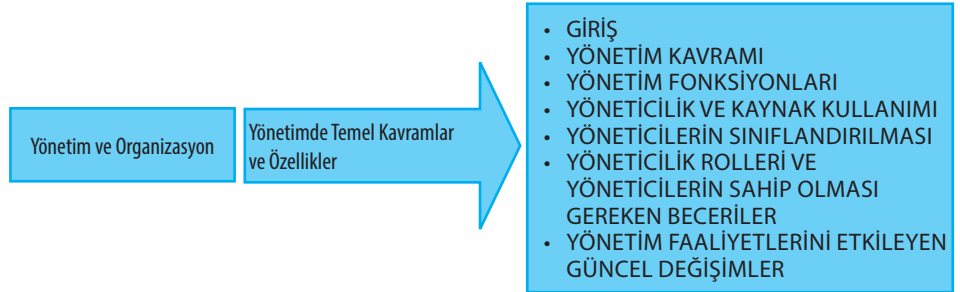 Yönetim ve Organizasyon
Yönetimde Temel Kavramlar
ve Özellikler
• GİRİŞ
• YÖNETİM KAVRAMI
• YÖNETİM FONKSİYONLARI
• YÖNETİCİLİK VE KAYNAK KULLANIMI
• YÖNETİCİLERİN SINIFLANDIRILMASI
• YÖNETİCİLİK ROLLERİ VE
YÖNETİCİLERİN SAHİP OLMASI
GEREKEN BECERİLER
• YÖNETİM FAALİYETLERİNİ ETKİLEYEN
GÜNCEL DEĞİŞİMLER